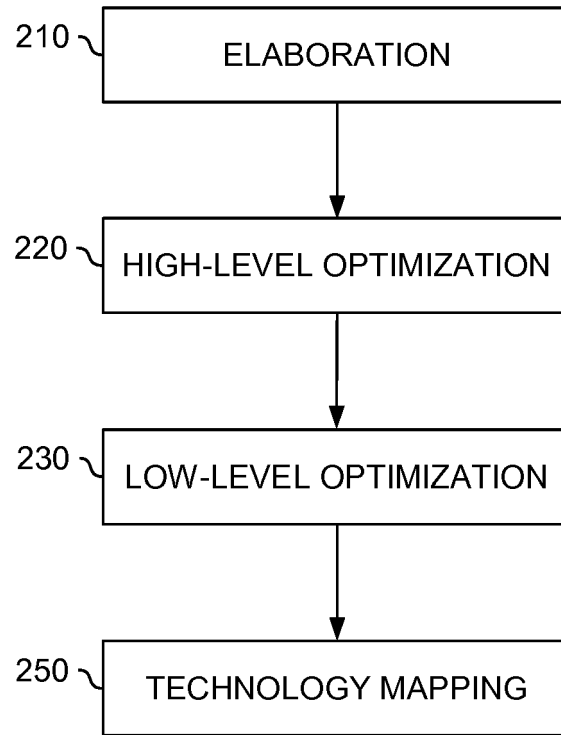 210
ELABORATION
220
HIGH-LEVEL OPTIMIZATION
230
LOW-LEVEL OPTIMIZATION
250
TECHNOLOGY MAPPING